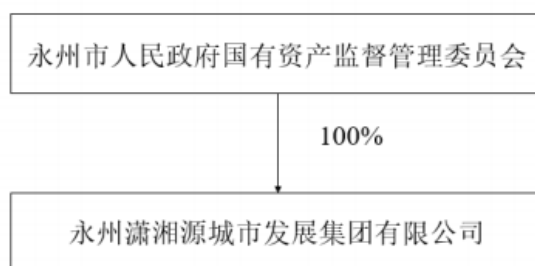 永州市人民政府国有资产监督管理委员会
100%
永州潇湘源城市发展集团有限公司